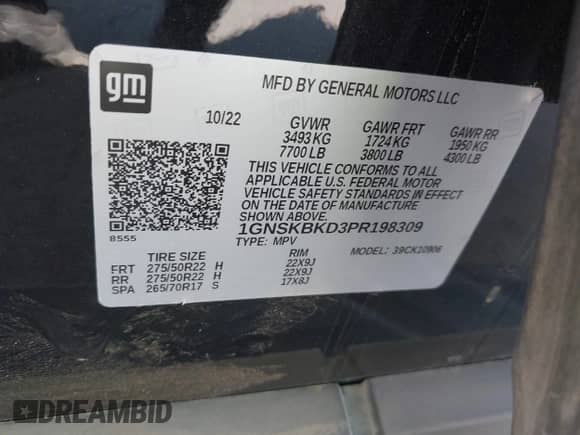 gm
MFD BY GENERAL MOTORS LLC
10/22 GVWR GAWR FRT GAWR RR
3493 KG 1724 KG 1950 KG
7700 LB 3800 LB 4300 LB
THIS VEHICLE CONFORMS TO ALL
APPLICABLE U.S. FEDERAL MOTOR
VEHICLE SAFETY STANDARDS IN EFFECT
ON THE DATE OF MANUFACTURE
SHOWN ABOVE.
1GNSKBKD3PR198309
8555 TYPE: MPV MODEL: 39CK10906
TIRE SIZE RIM
FRT 275/50R22 H 22X9J
RR 275/50R22 H 22X9J
SPA 265/70R17 S 17X8J
DREAMBID